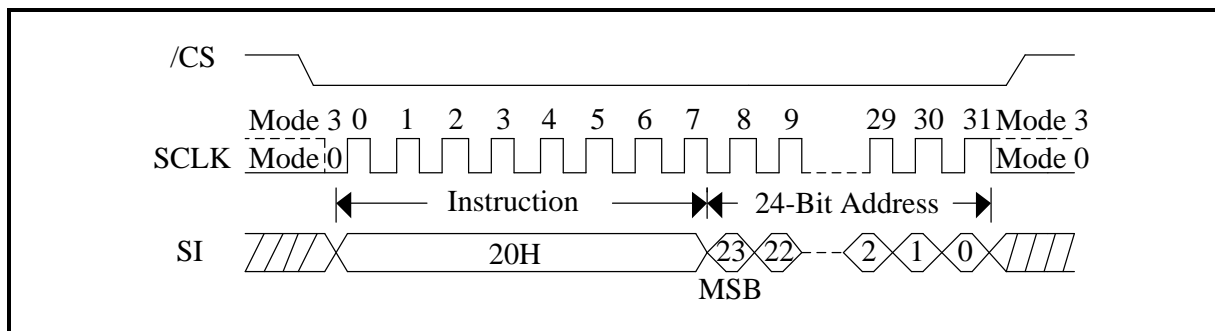 /CS
Mode 3 0 1 2 3 4 5 6 7 8 9 29 30 31 Mode 3
SCLK Mode 0 Mode 0
Instruction 24-Bit Address
SI 20H 23 22 2 1 0
MSB